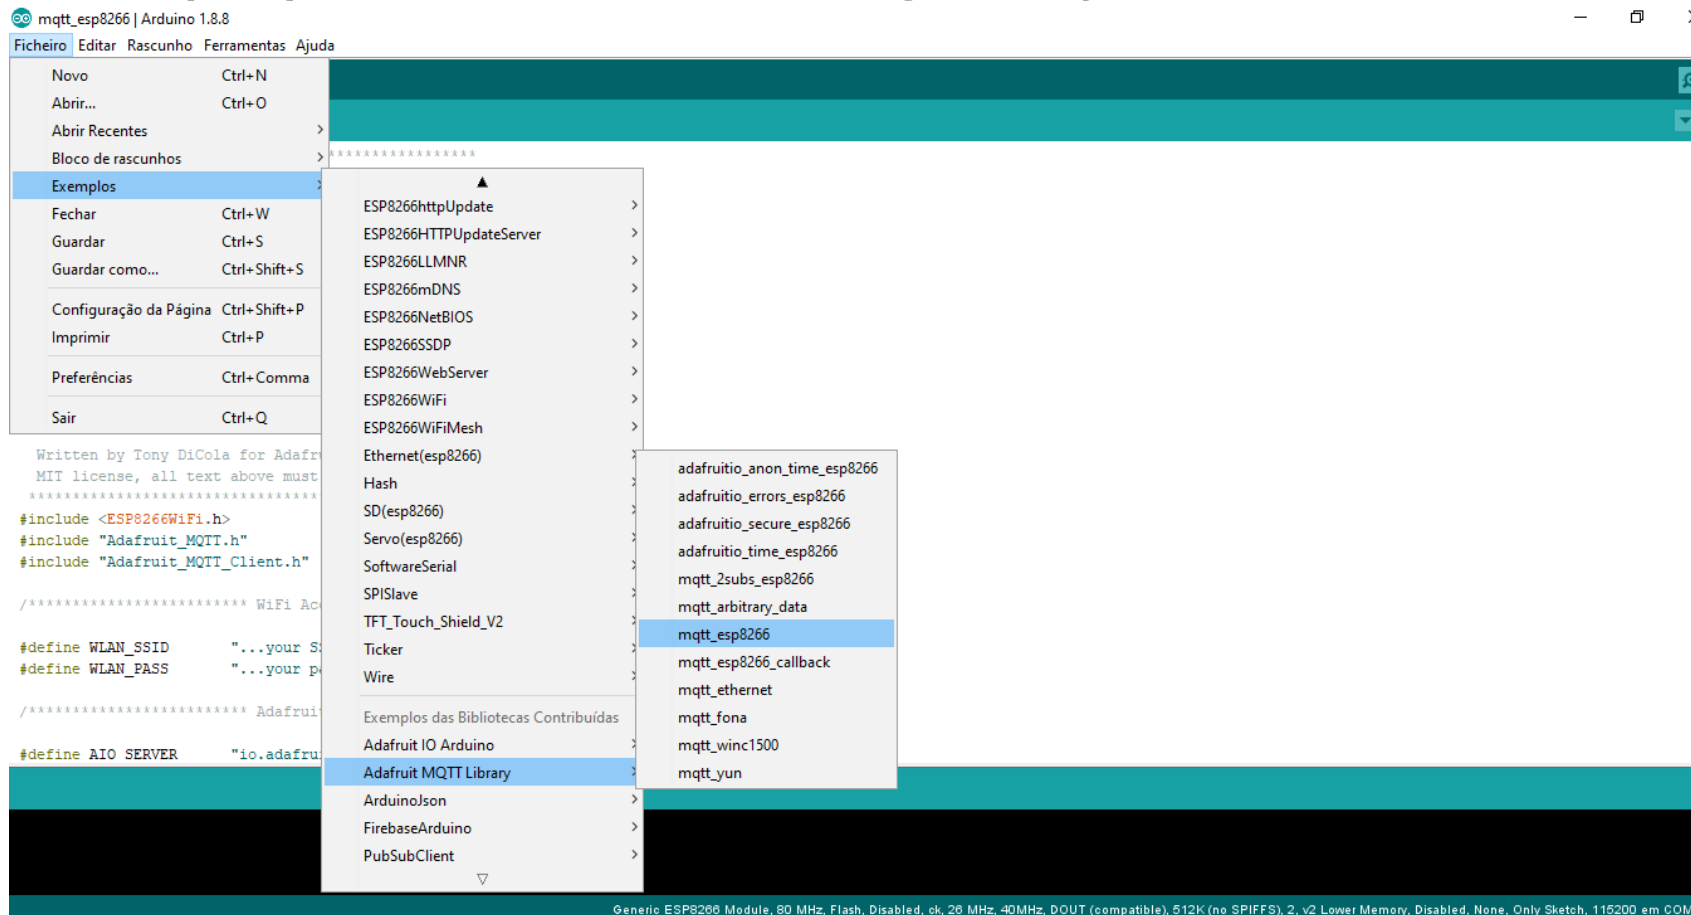 mqtt_esp8266 | Arduino 1.8.8
Ficheiro Editar Rascunho Ferramentas Ajuda
Novo Ctrl+N
Abrir... Ctrl+O
Abrir Recentes
Bloco de rascunhos
Exemplos
Fechar Ctrl+W
Guardar Ctrl+S
Guardar como... Ctrl+Shift+S
Configuração da Página Ctrl+Shift+P
Imprimir Ctrl+P
Preferências Ctrl+Comma
Sair Ctrl+Q
*****************
ESP8266httpUpdate
ESP8266HTTPUpdateServer
ESP8266LLMNR
ESP8266mDNS
ESP8266NetBIOS
ESP8266SSDP
ESP8266WebServer
ESP8266WiFi
ESP8266WiFiMesh
Ethernet(esp8266)
Hash
SD(esp8266)
Servo(esp8266)
SoftwareSerial
SPISlave
TFT_Touch_Shield_V2
Ticker
Wire
Exemplos das Bibliotecas Contribuídas
Adafruit IO Arduino
Adafruit MQTT Library
ArduinoJson
FirebaseArduino
PubSubClient
adafruitio_anon_time_esp8266
adafruitio_errors_esp8266
adafruitio_secure_esp8266
adafruitio_time_esp8266
mqtt_2subs_esp8266
mqtt_arbitrary_data
mqtt_esp8266
mqtt_esp8266_callback
mqtt_ethernet
mqtt_fona
mqtt_winc1500
mqtt_yun
Written by Tony DiCola for Adafr
MIT license, all text above must
*********************************
#include <ESP8266WiFi.h>
#include "Adafruit_MQTT.h"
#include "Adafruit_MQTT_Client.h"
/************************* WiFi Ac
#define WLAN_SSID "...your S
#define WLAN_PASS "...your p
/************************* Adafrui
#define AIO_SERVER "io.adafru
Generic ESP8266 Module, 80 MHz, Flash, Disabled, ck, 26 MHz, 40MHz, DOUT (compatible), 512K (no SPIFFS), 2, v2 Lower Memory, Disabled, None, Only Sketch, 115200 em COM